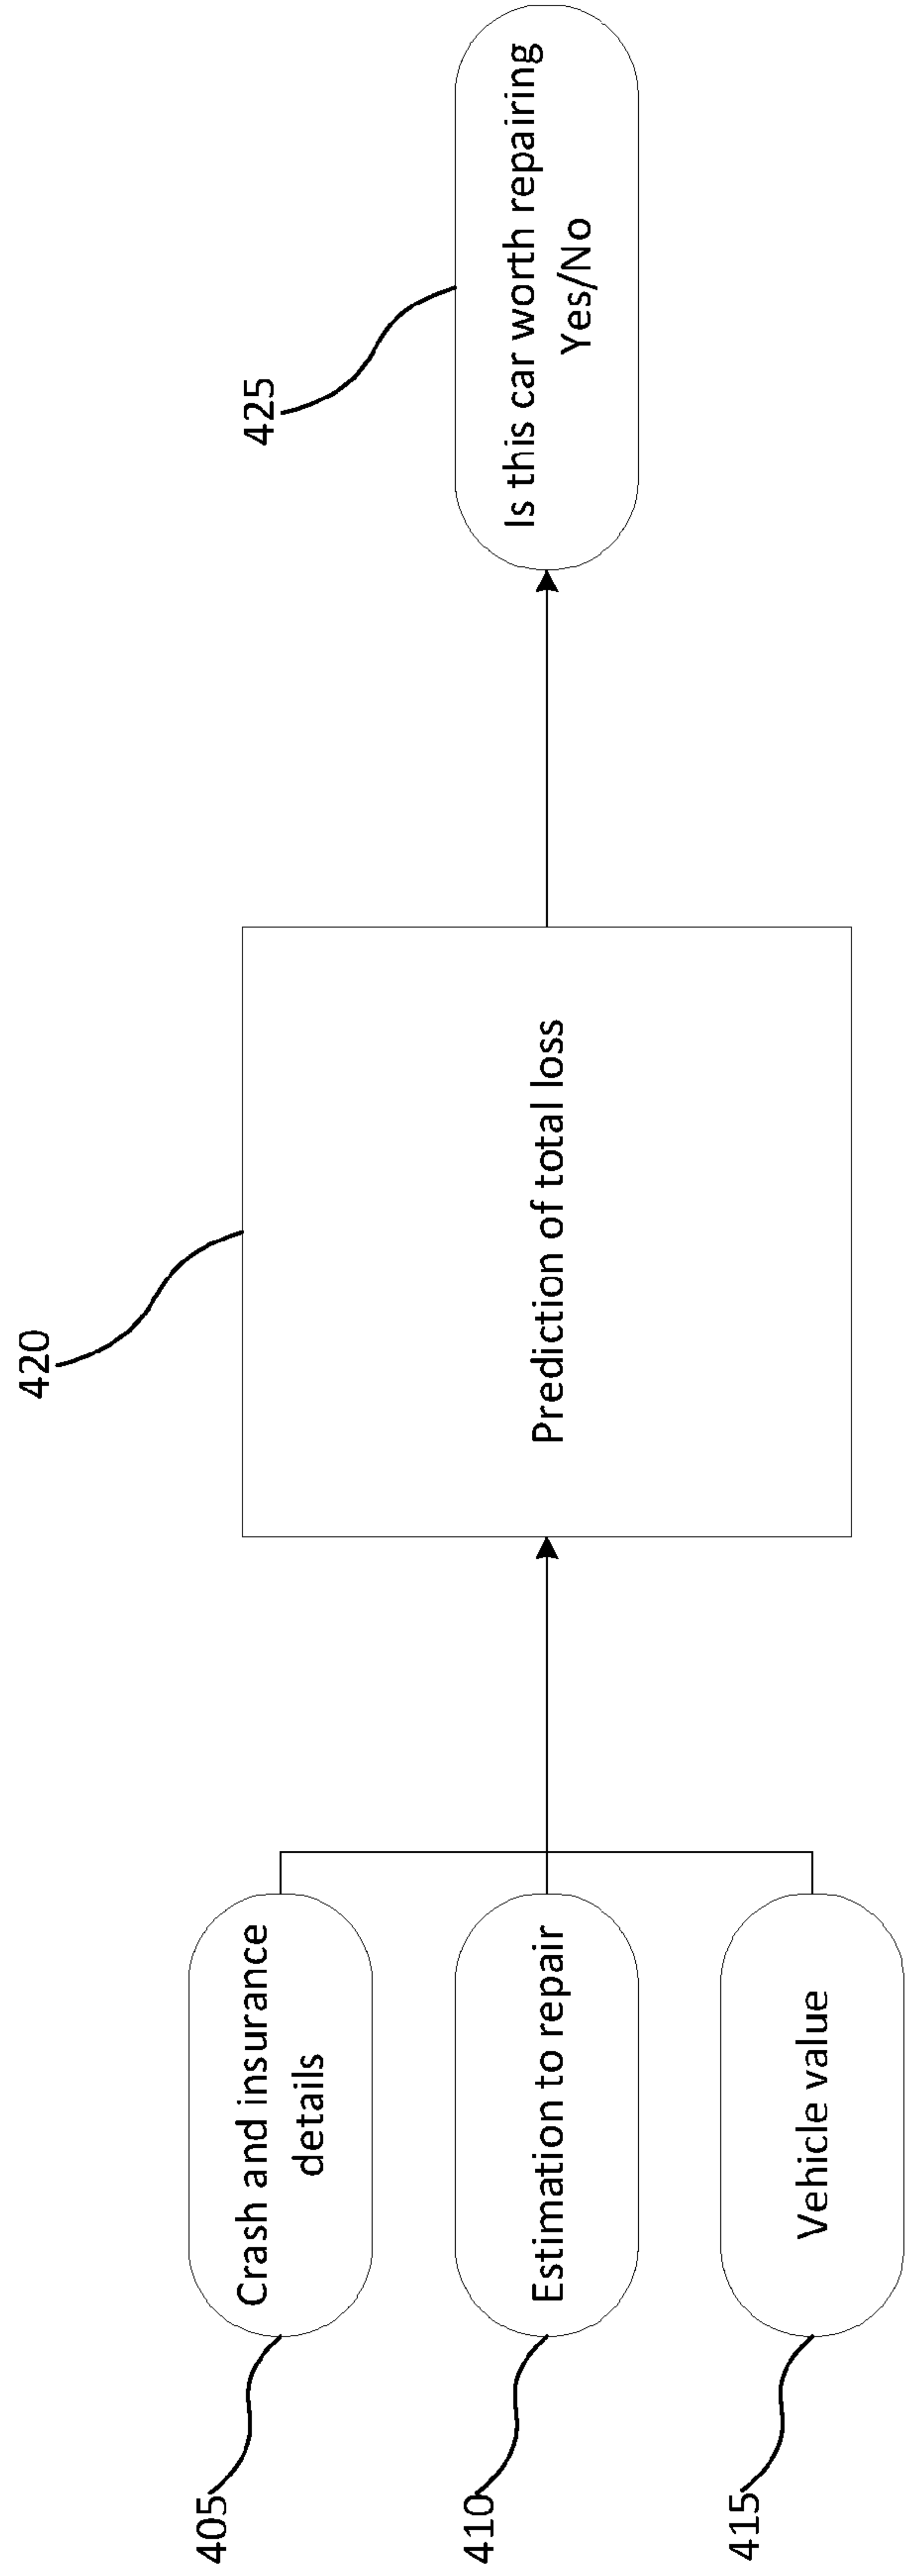 405
Crash and insurance
details
410
Estimation to repair
415
Vehicle value
420
Prediction of total loss
425
Is this car worth repairing
Yes/No